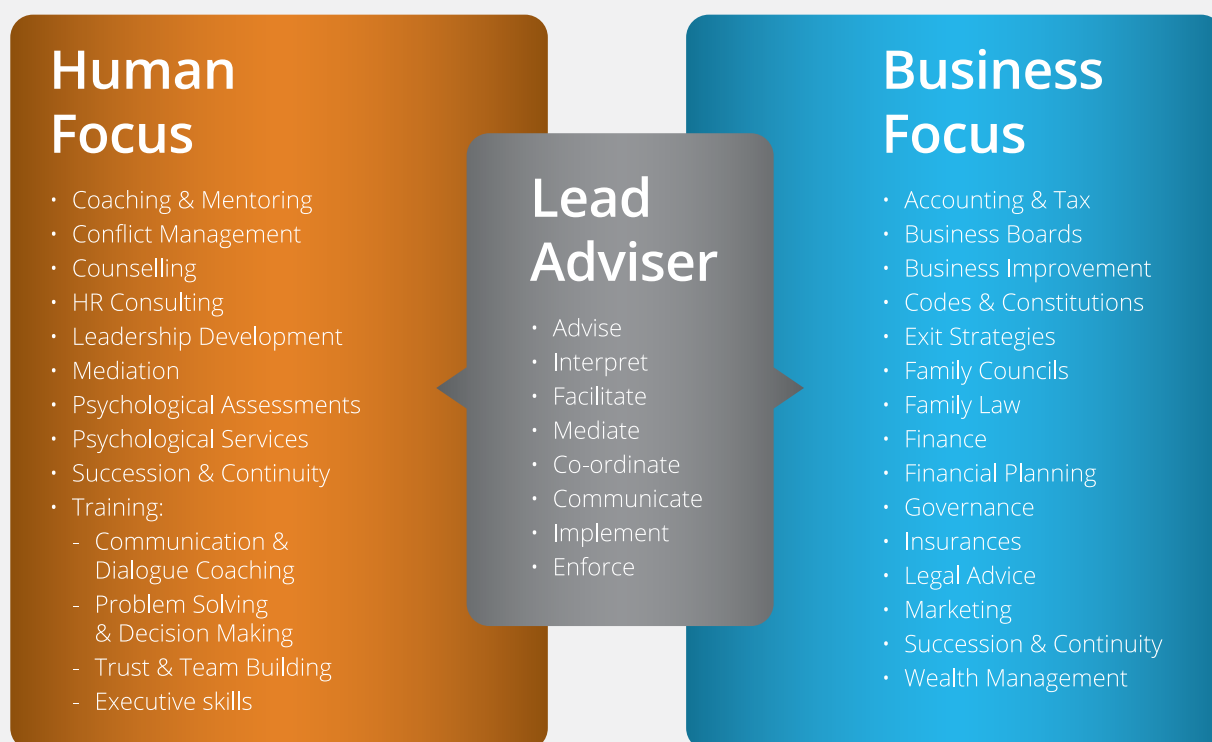 Human
Focus
· Coaching & Mentoring
· Conflict Management
· Counselling
· HR Consulting
· Leadership Development
· Mediation
· Psychological Assessments
· Psychological Services
· Succession & Continuity
· Training:
- Communication &
Dialogue Coaching
- Problem Solving
& Decision Making
- Trust & Team Building
- Executive skills
Lead
Adviser
· Advise
· Interpret
· Facilitate
· Mediate
· Co-ordinate
· Communicate
· Implement
· Enforce
Business
Focus
· Accounting & Tax
· Business Boards
· Business Improvement
· Codes & Constitutions
· Exit Strategies
· Family Councils
· Family Law
· Finance
· Financial Planning
· Governance
· Insurances
· Legal Advice
· Marketing
· Succession & Continuity
· Wealth Management